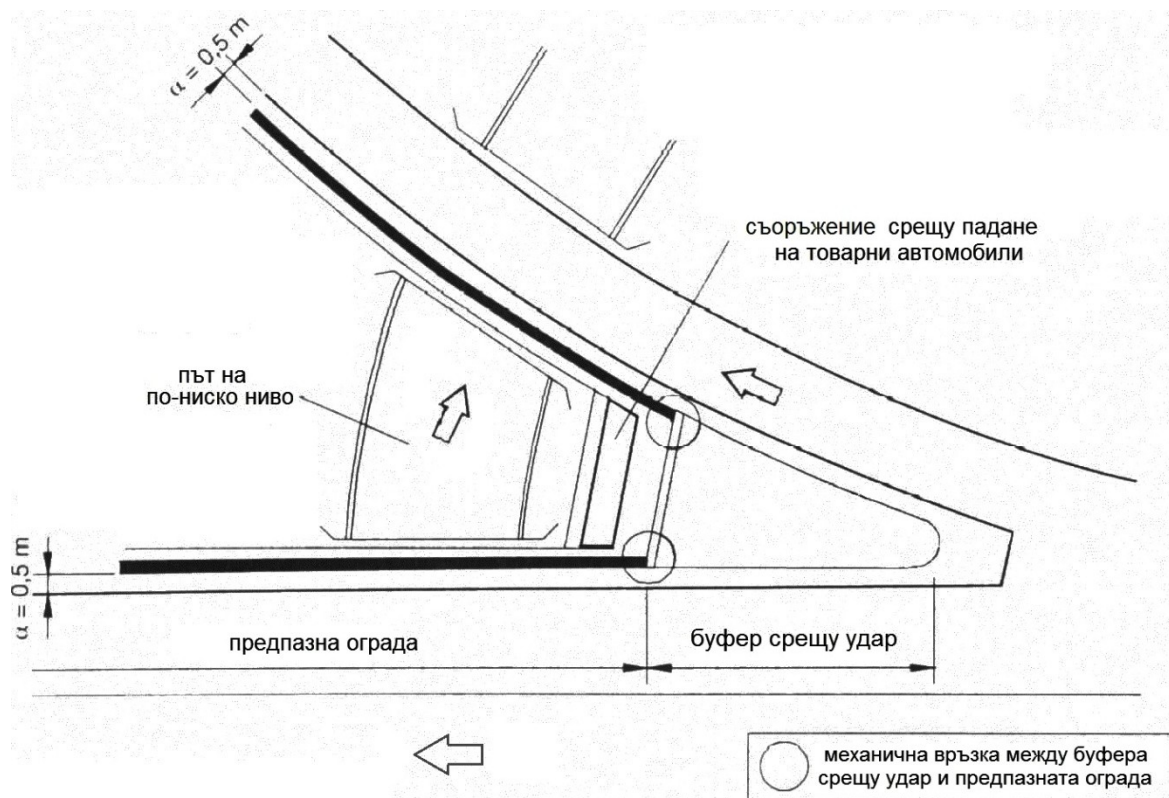 α = 0,5 m
съоръжение срещу падане
на товарни автомобили
път на
по-ниско ниво
α = 0,5 m
предпазна ограда
буфер срещу удар
механична връзка между буфера
срещу удар и предпазната ограда